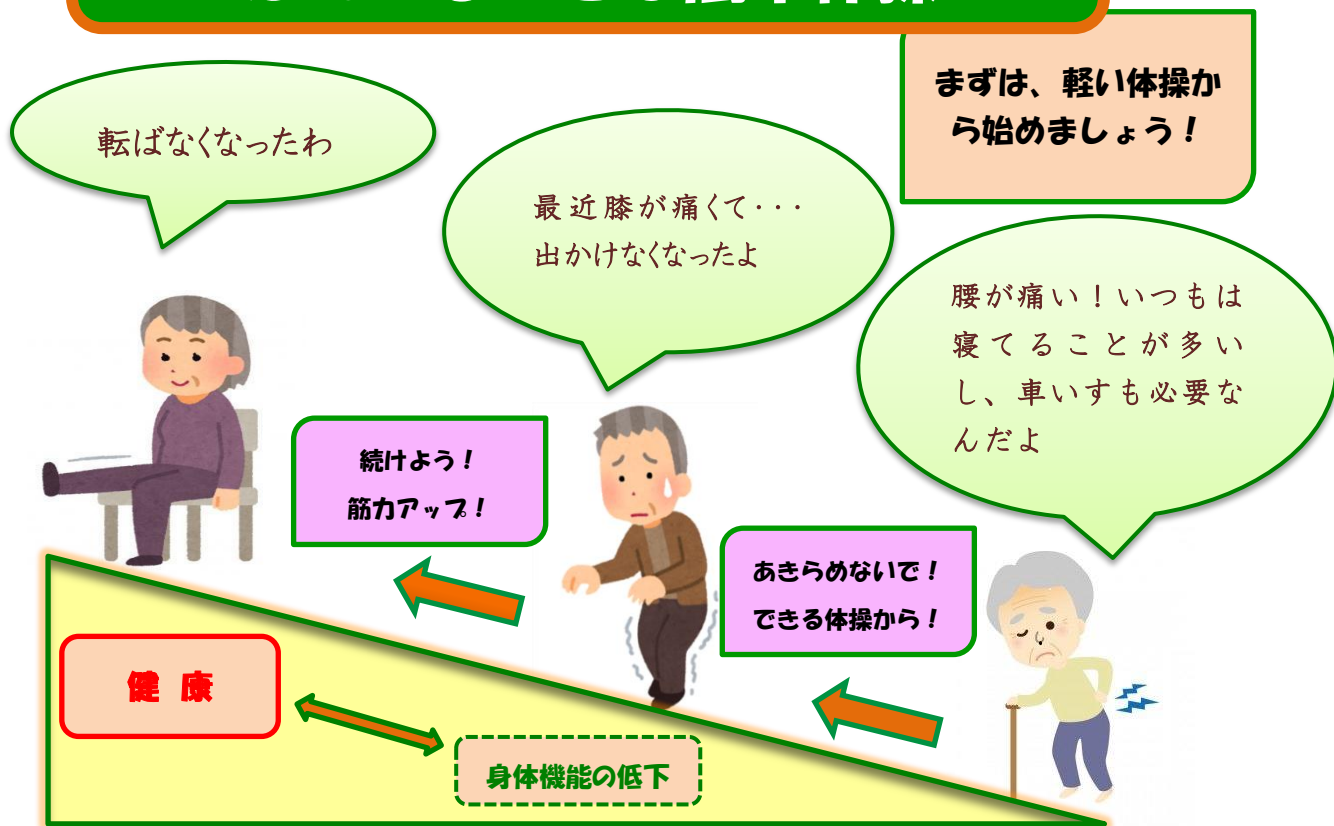 まずは、軽い体操か
ら始めましょう！
転ばなくなったわ
最近膝が痛くて・・・
出かけなくなったよ
腰が痛い！いつもは
寝てることが多い
し、車いすも必要な
んだよ
続けよう！
筋力アップ！
あきらめないで！
できる体操から！
健 康
身体機能の低下